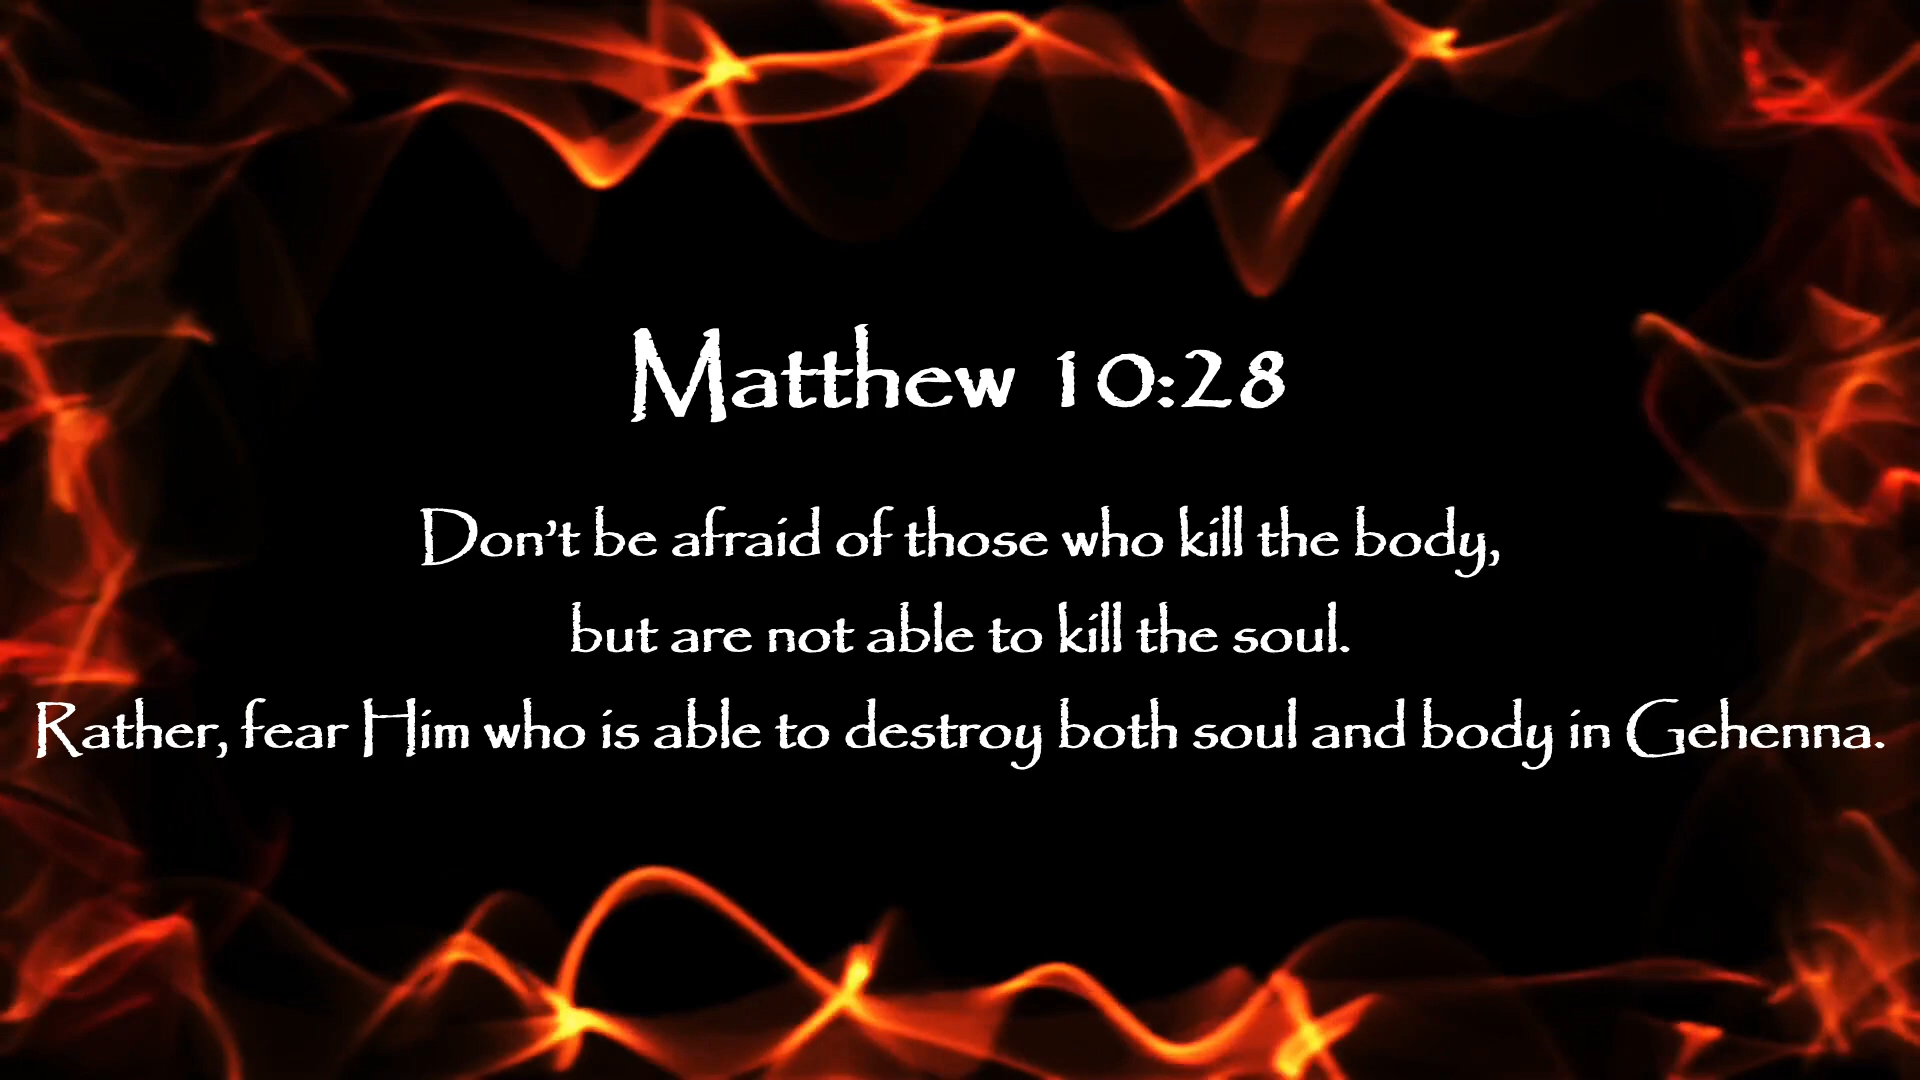 Matthew 10:28
Don't be afraid of those who kill the body,
but are not able to kill the soul.
Rather, fear Him who is able to destroy both soul and body in Gehenna.